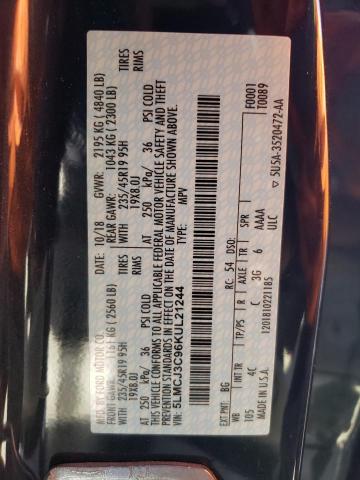 MFD. BY FORD MOTOR CO.
DATE: 10/18 GVWR: 2195 KG ( 4840 LB)
FRONT GAWR: 1161 KG ( 2560 LB) REAR GAWR: 1043 KG ( 2300 LB)
235/45R19 95H TIRES 235/45R19 95H TIRES
19X8.0J RIMS 19X8.0J RIMS
AT 250 kPa/ 36 PSI COLD AT 250 kPa/ 36 PSI COLD
THIS VEHICLE CONFORMS TO ALL APPLICABLE FEDERAL MOTOR VEHICLE SAFETY AND
THEFT PREVENTION STANDARDS IN EFFECT ON THE DATE OF MANUFACTURE SHOWN ABOVE.
VIN: 5LMCJ3C96KUL21244
TYPE: MPV
F0001
T0089
EXT PNT: BG RC: 54 DSO:
WB TP/PS R AXLE TR SPR
105 4C C 3G 6 AAAA
MADE IN U.S.A. ULC
120181022118S
5U5A-3520472-AA